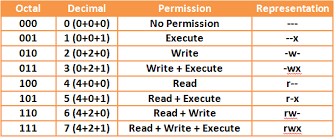 Octal Decimal Permission Representation
000 0 (0+0+0) No Permission ---
001 1 (0+0+1) Execute --x
010 2 (0+2+0) Write -w-
011 3 (0+2+1) Write + Execute -wx
100 4 (4+0+0) Read r--
101 5 (4+0+1) Read + Execute r-x
110 6 (4+2+0) Read + Write rw-
111 7 (4+2+1) Read + Write + Execute rwx